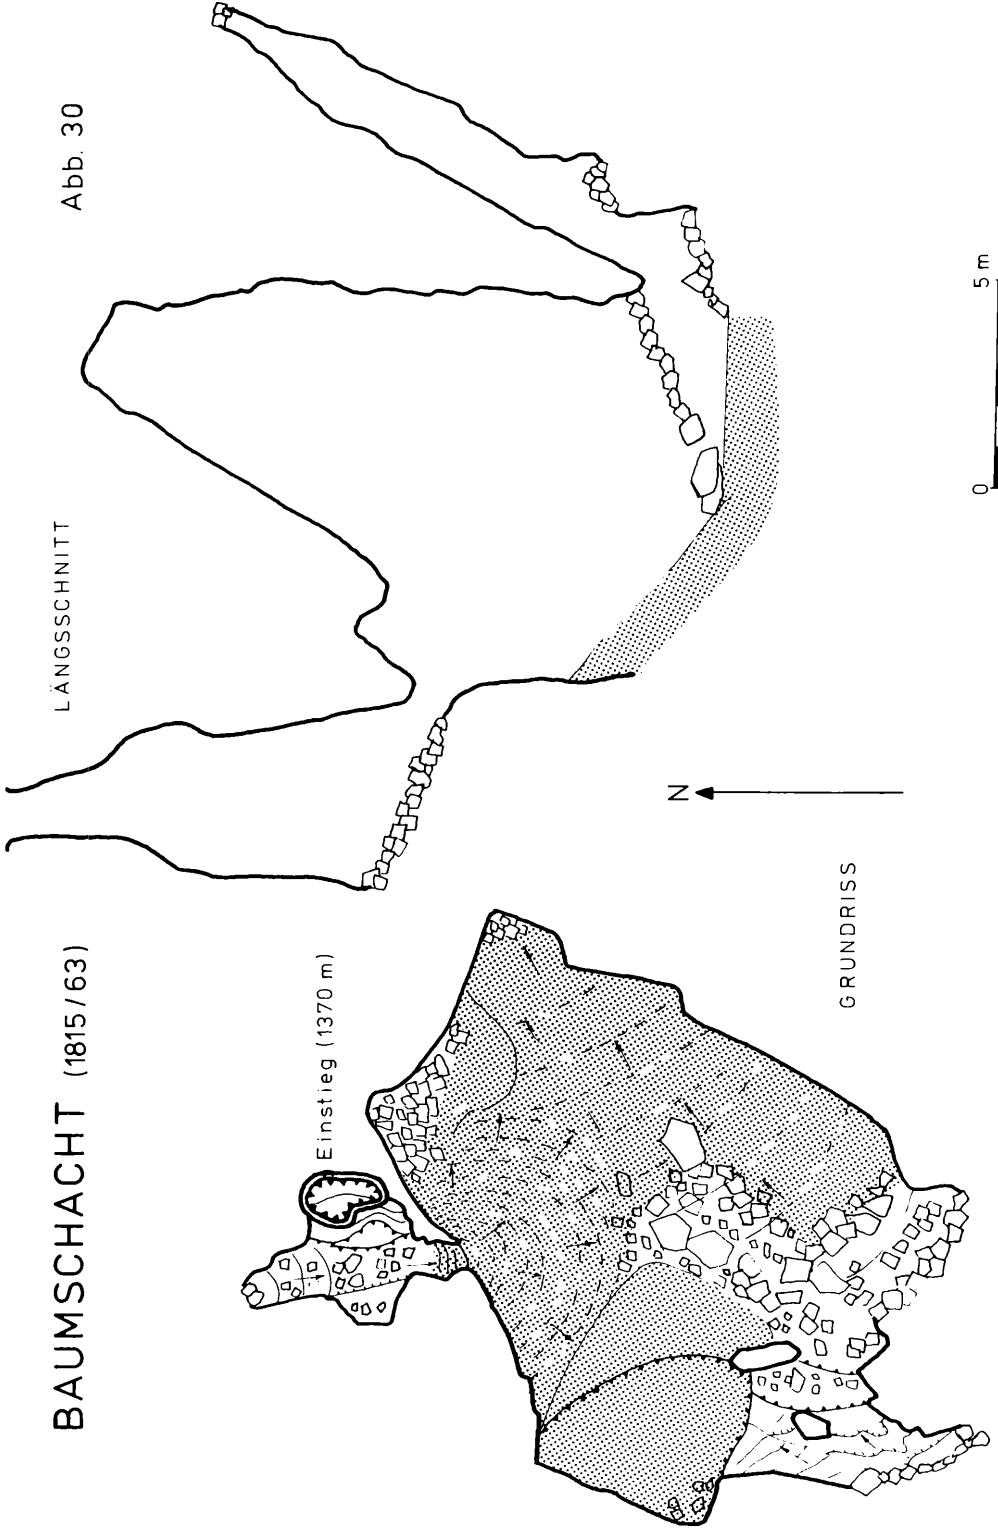 BAUMSCHACHT (1815/63)
Abb. 30
LÄNGSSCHNITT
Einstieg (1370 m)
N
GRUNDRISS
0 5 m